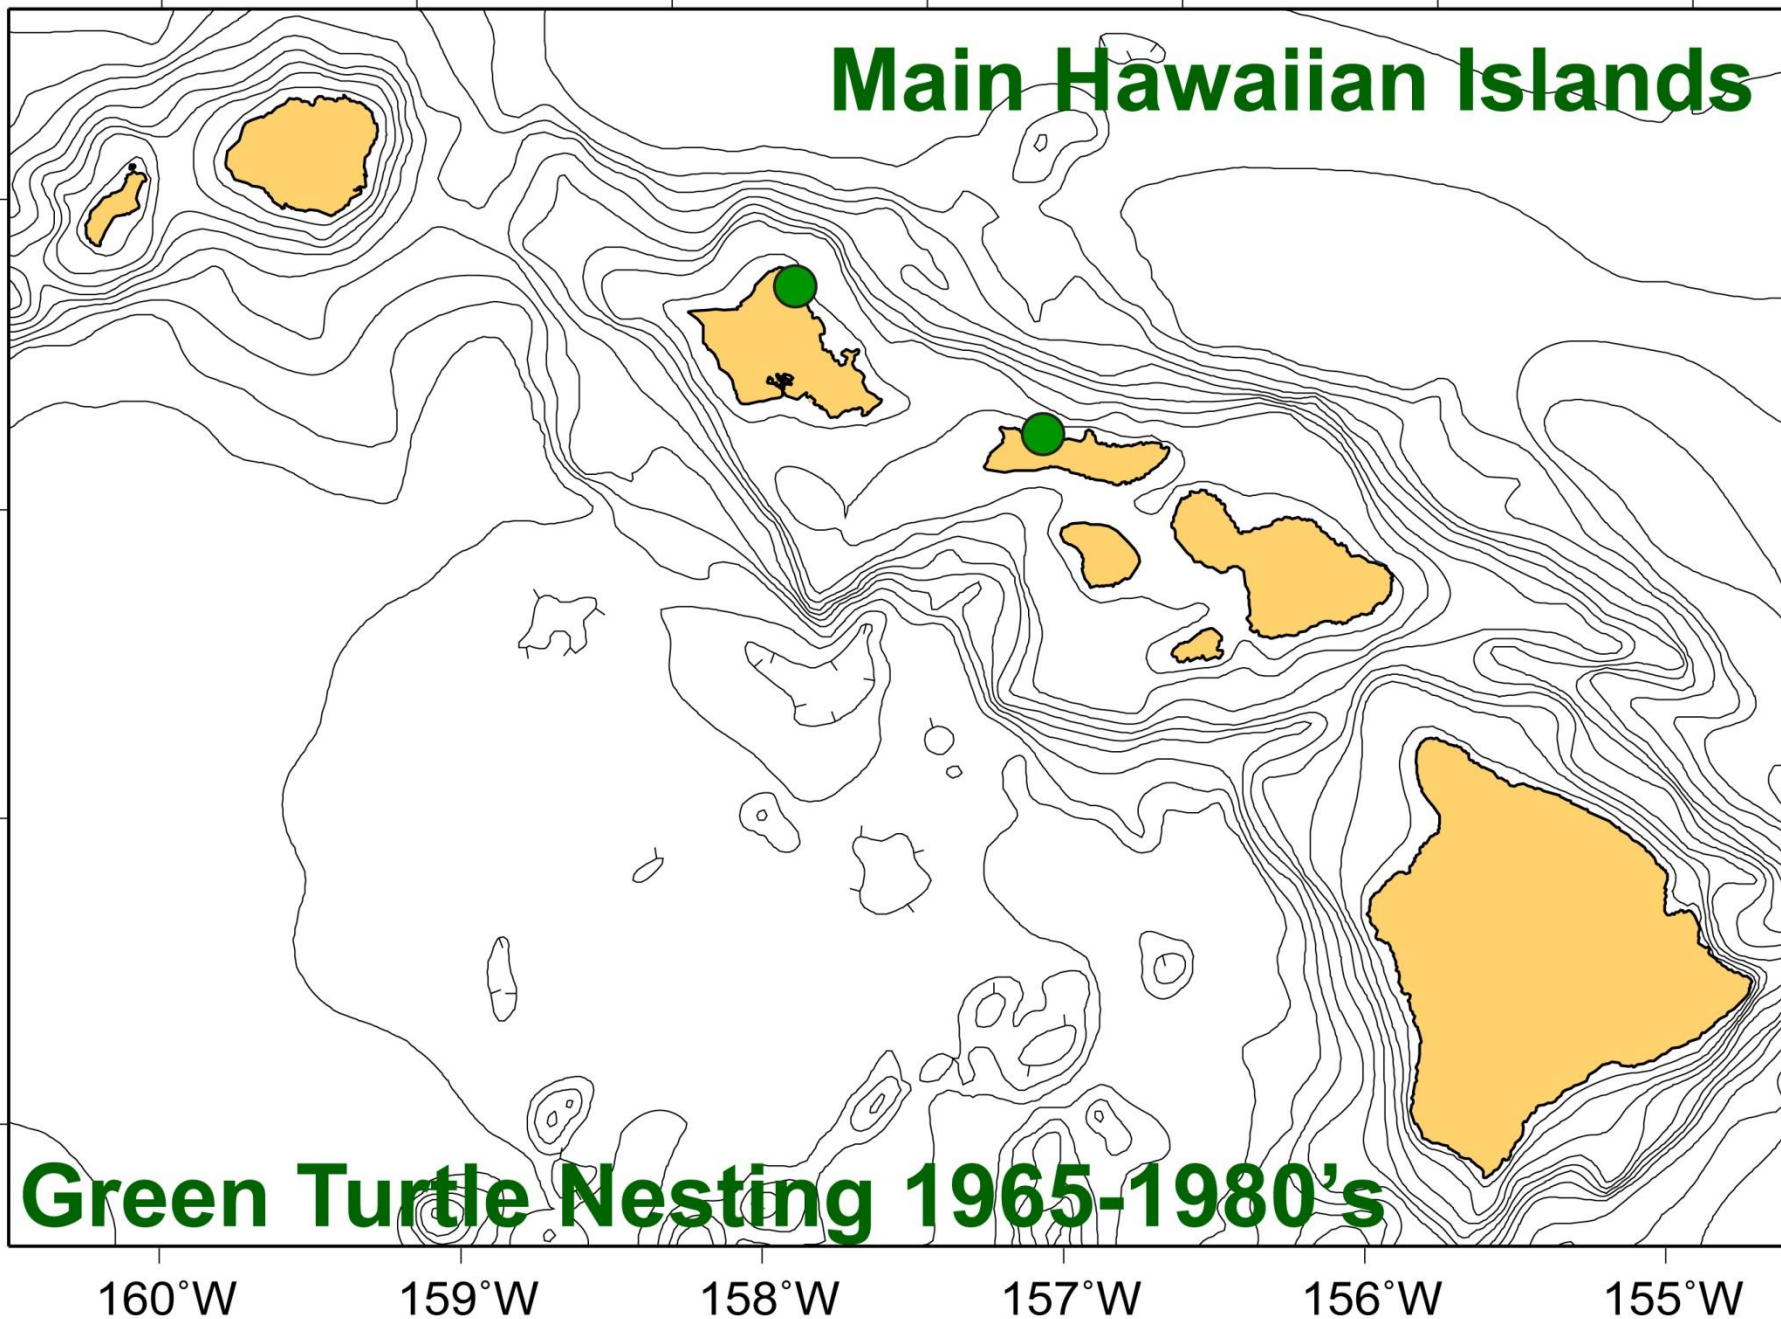 Main Hawaiian Islands
Green Turtle Nesting 1965-1980’s
160˚W 159˚W 158˚W 157˚W 156˚W 155˚W